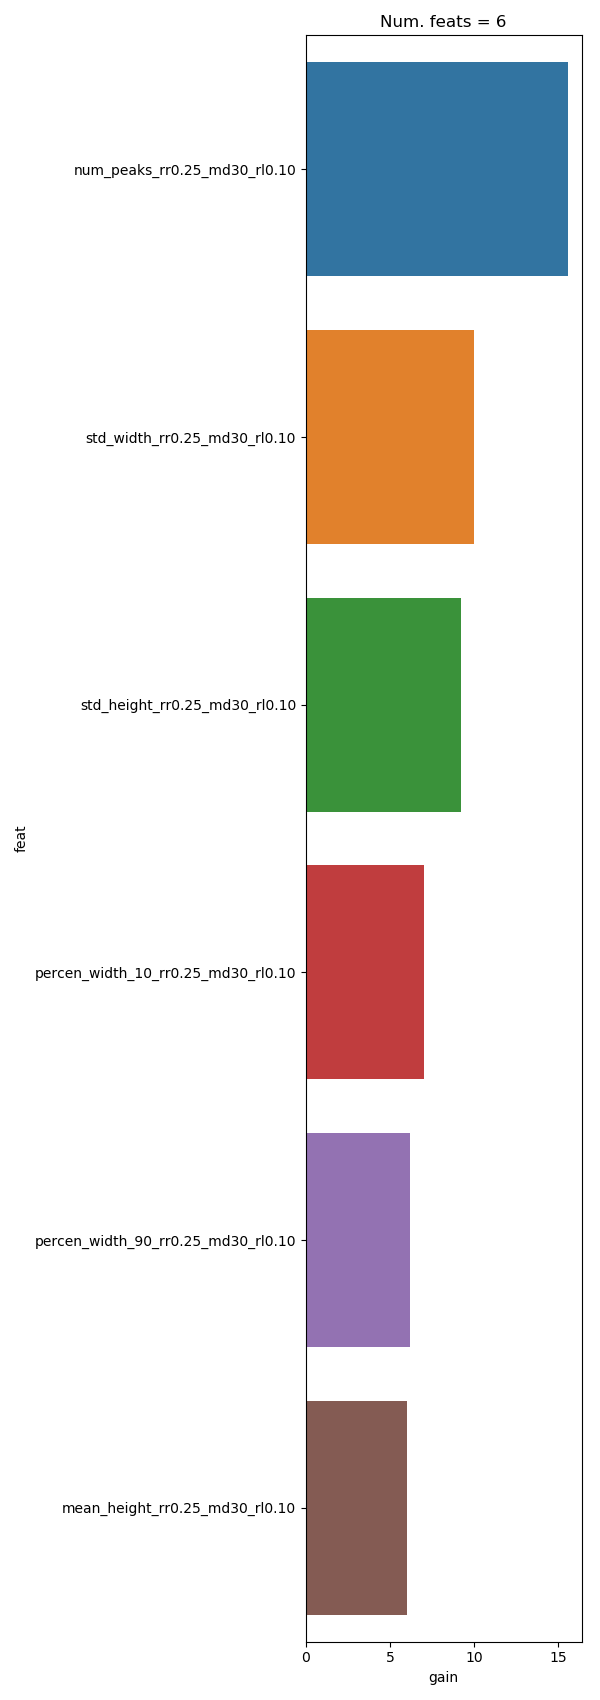 Num. feats = 6
num_peaks_rr0.25_md30_rl0.10
std_width_rr0.25_md30_rl0.10
std_height_rr0.25_md30_rl0.10
feat
percen_width_10_rr0.25_md30_rl0.10
percen_width_90_rr0.25_md30_rl0.10
mean_height_rr0.25_md30_rl0.10
0 5 10 15
gain